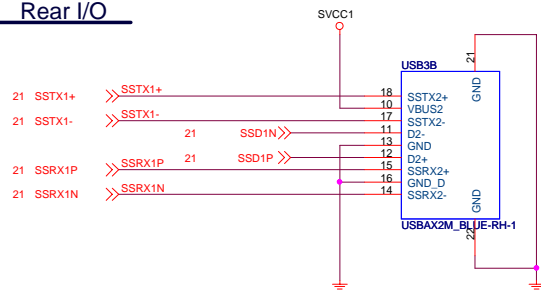 Rear I/O
SVCC1
USB3B
21
GND
21 SSTX1+ SSTX1+ 18 SSTX2+
10 VBUS2
21 SSTX1- SSTX1- 17 SSTX2-
21 SSD1N 11 D2-
13 GND
21 SSD1P 12 D2+
21 SSRX1P SSRX1P 15 SSRX2+
16 GND_D
21 SSRX1N SSRX1N 14 SSRX2-
GND
22
USBAX2M_BLUE-RH-1